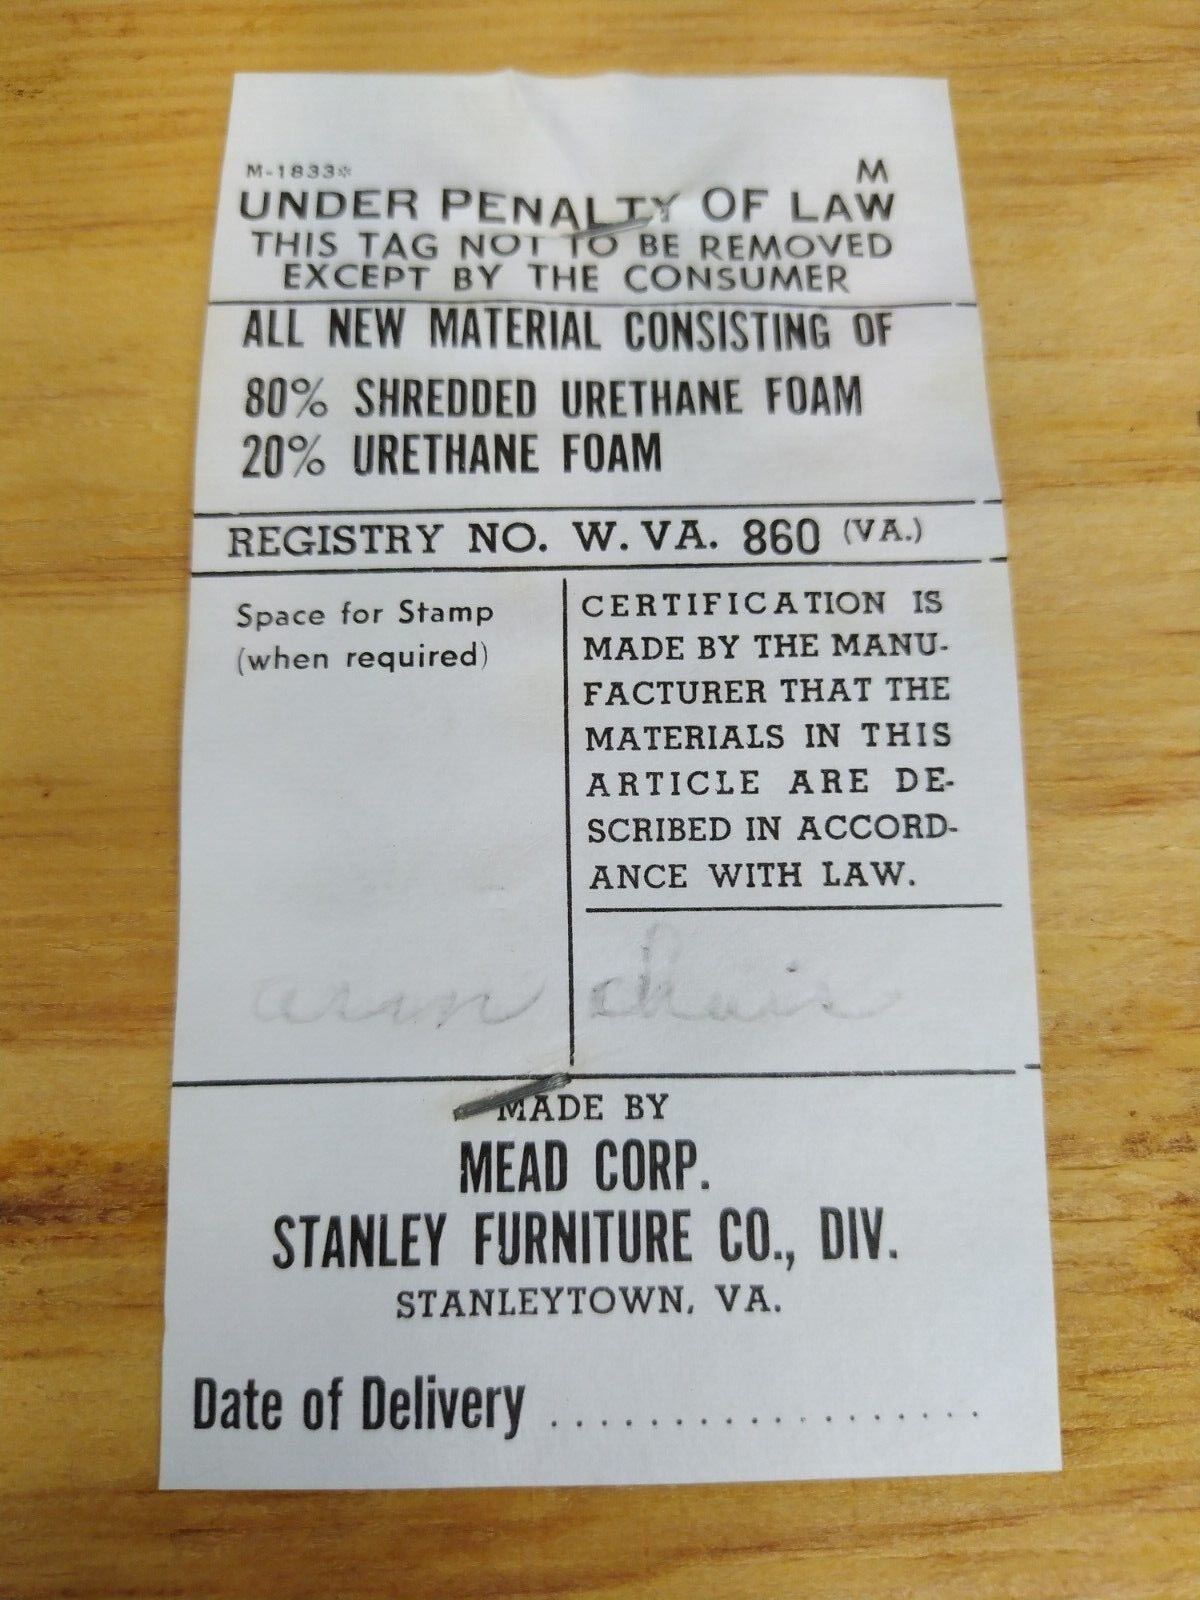 M-1833※
M
UNDER PENALTY OF LAW
THIS TAG NOT TO BE REMOVED
EXCEPT BY THE CONSUMER
ALL NEW MATERIAL CONSISTING OF
80% SHREDDED URETHANE FOAM
20% URETHANE FOAM
REGISTRY NO. W. VA. 860 (VA.)
Space for Stamp
(when required)
CERTIFICATION IS
MADE BY THE MANU-
FACTURER THAT THE
MATERIALS IN THIS
ARTICLE ARE DE-
SCRIBED IN ACCORD-
ANCE WITH LAW.
arm chair
MADE BY
MEAD CORP.
STANLEY FURNITURE CO., DIV.
STANLEYTOWN, VA.
Date of Delivery ..................